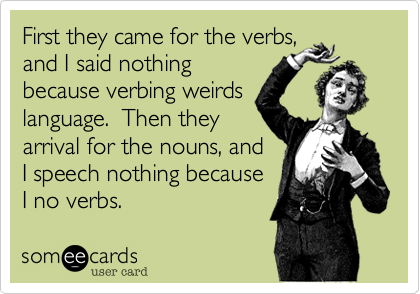 First they came for the verbs,
and I said nothing
because verbing weirds
language. Then they
arrival for the nouns, and
I speech nothing because
I no verbs.
someecards
user card